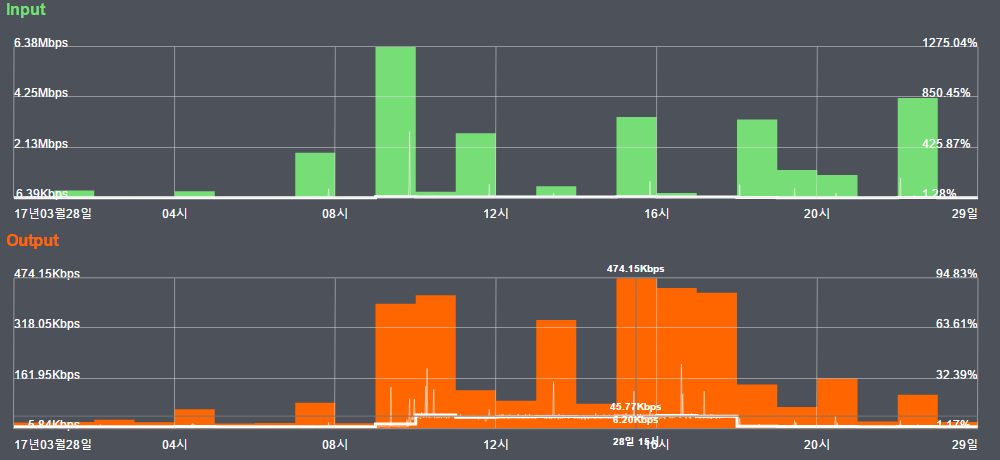 Input
6.38Mbps 1275.04%
4.25Mbps 850.45%
2.13Mbps 425.87%
6.39Kbps 1.28%
17년03월28일 04시 08시 12시 16시 20시 29일
Output
474.15Kbps
474.15Kbps 94.83%
318.05Kbps 63.61%
161.95Kbps 32.39%
45.77Kbps
6.20Kbps
5.84Kbps 1.17%
28일 15시
17년03월28일 04시 08시 12시 16시 20시 29일